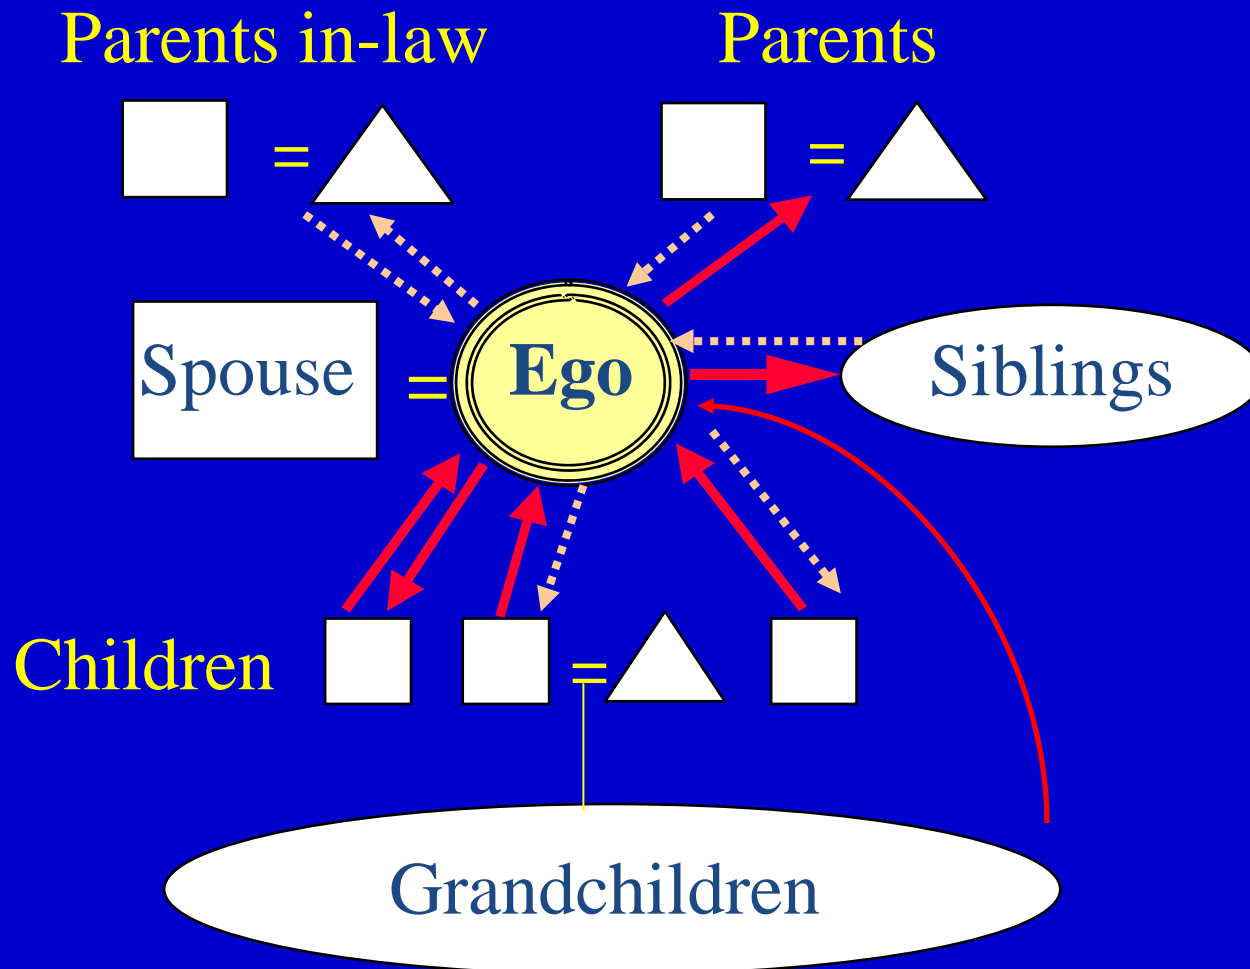 Parents in-law
Parents
=
=
Spouse
=
Ego
Siblings
Children
=
Grandchildren